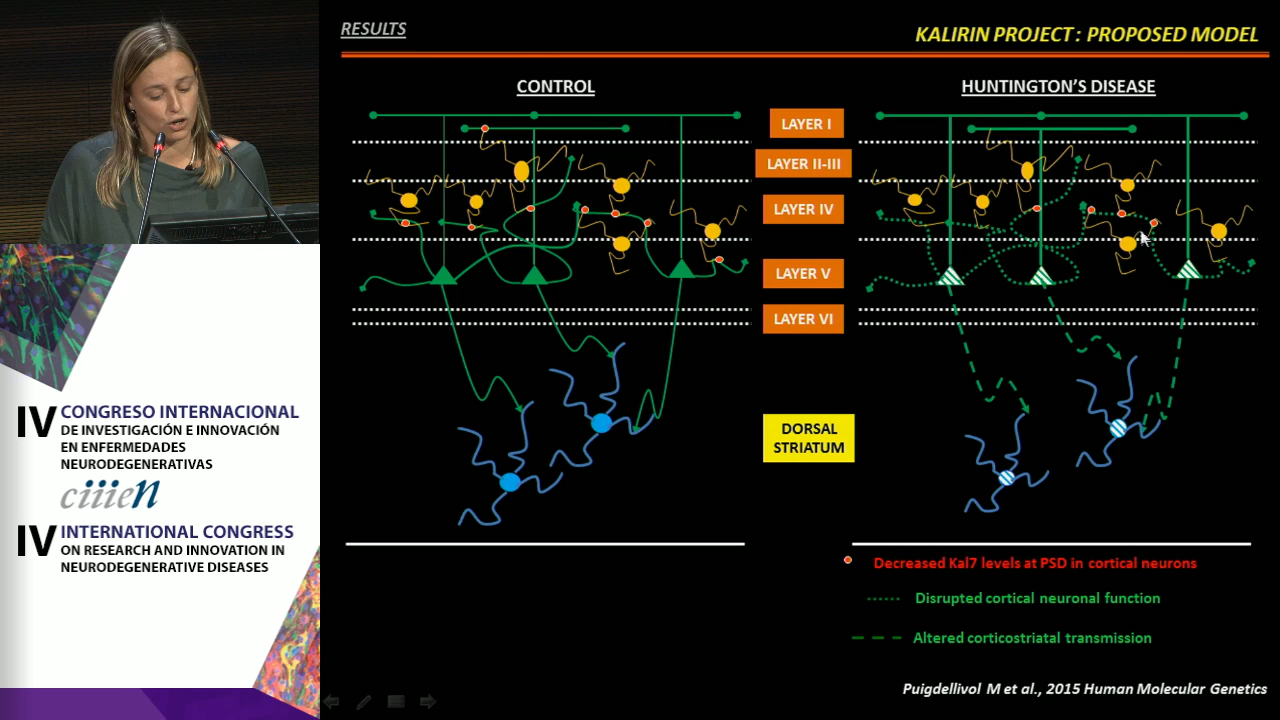 RESULTS
KALIRIN PROJECT : PROPOSED MODEL
CONTROL
HUNTINGTON'S DISEASE
LAYER I
LAYER II-III
LAYER IV
LAYER V
LAYER VI
DORSAL
STRIATUM
Decreased Kal7 levels at PSD in cortical neurons
Disrupted cortical neuronal function
Altered corticostriatal transmission
Puigdellivol M et al., 2015 Human Molecular Genetics
IV CONGRESO INTERNACIONAL
DE INVESTIGACIÓN E INNOVACIÓN
EN ENFERMEDADES
NEURODEGENERATIVAS
ciiien
IV INTERNATIONAL CONGRESS
ON RESEARCH AND INNOVATION IN
NEURODEGENERATIVE DISEASES